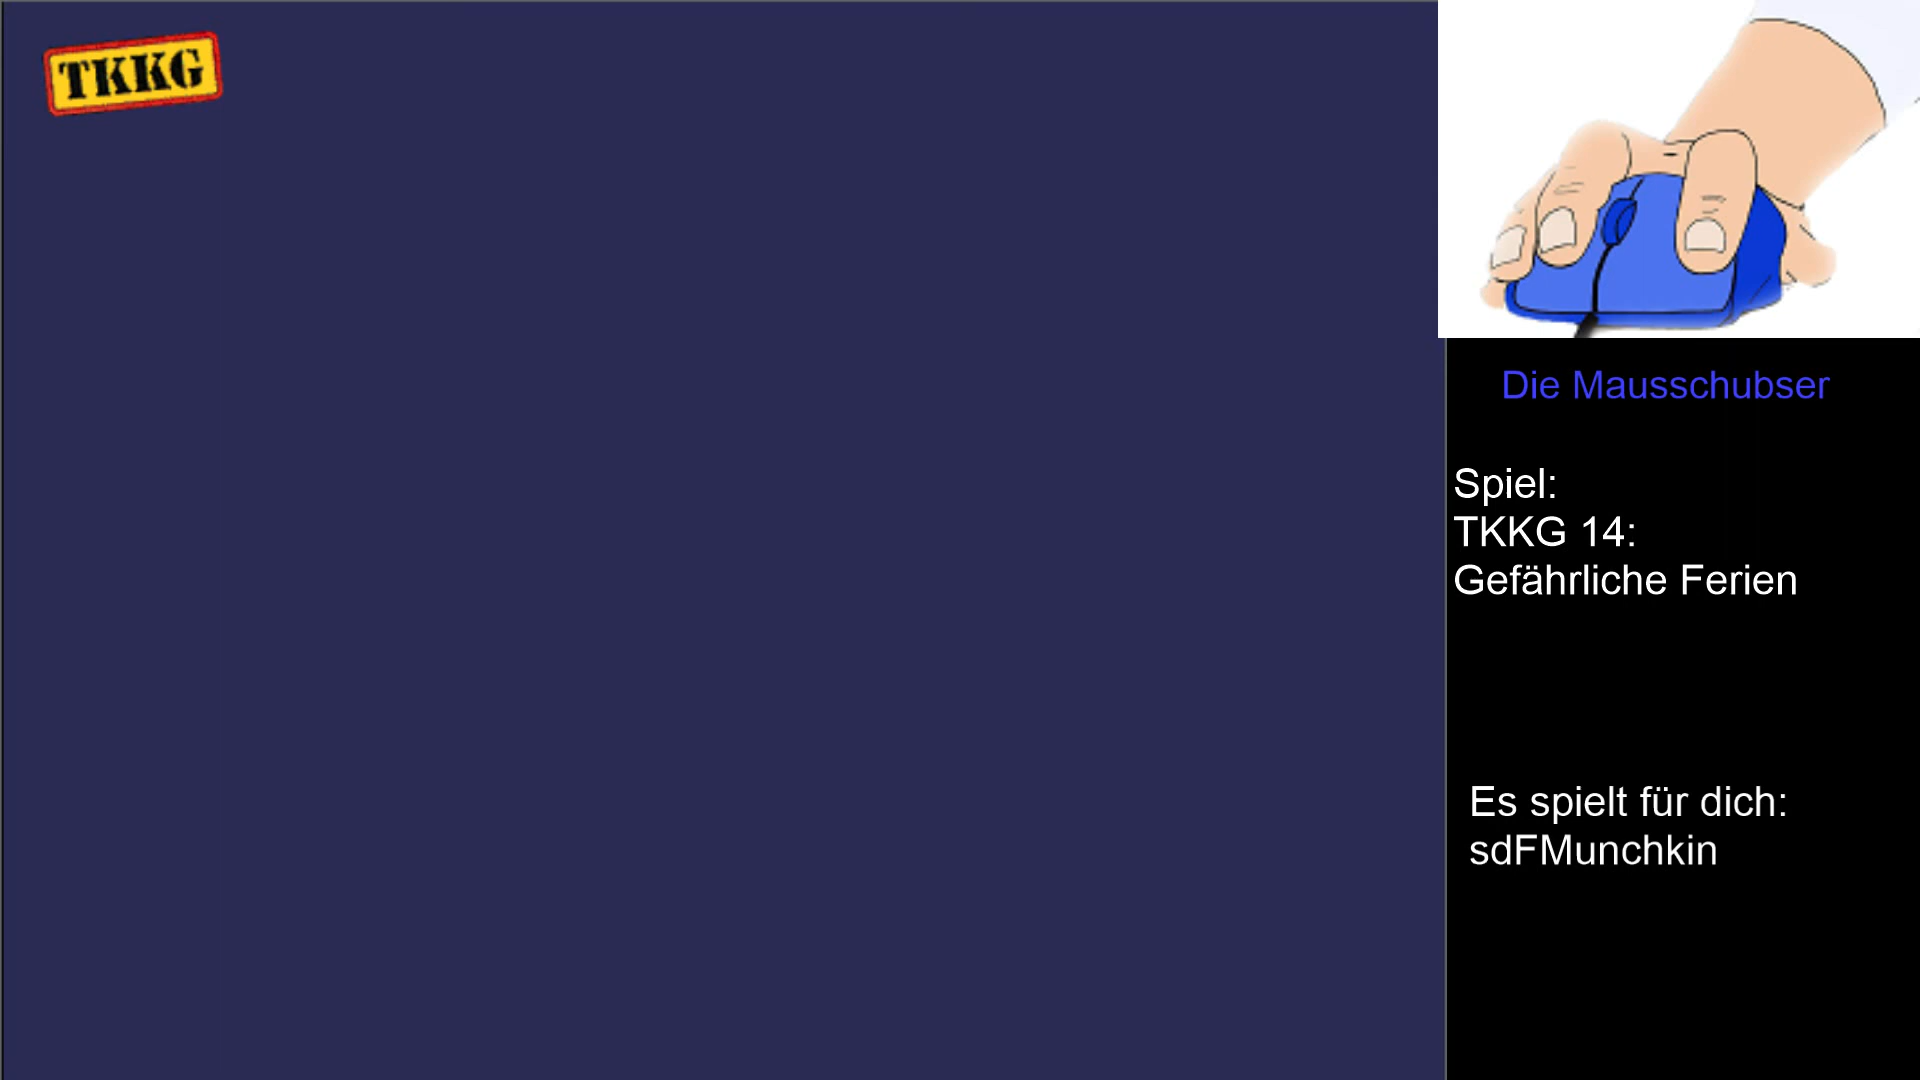 TKKG
Die Mausschubser
Spiel:
TKKG 14:
Gefährliche Ferien
Es spielt für dich:
sdFMunchkin